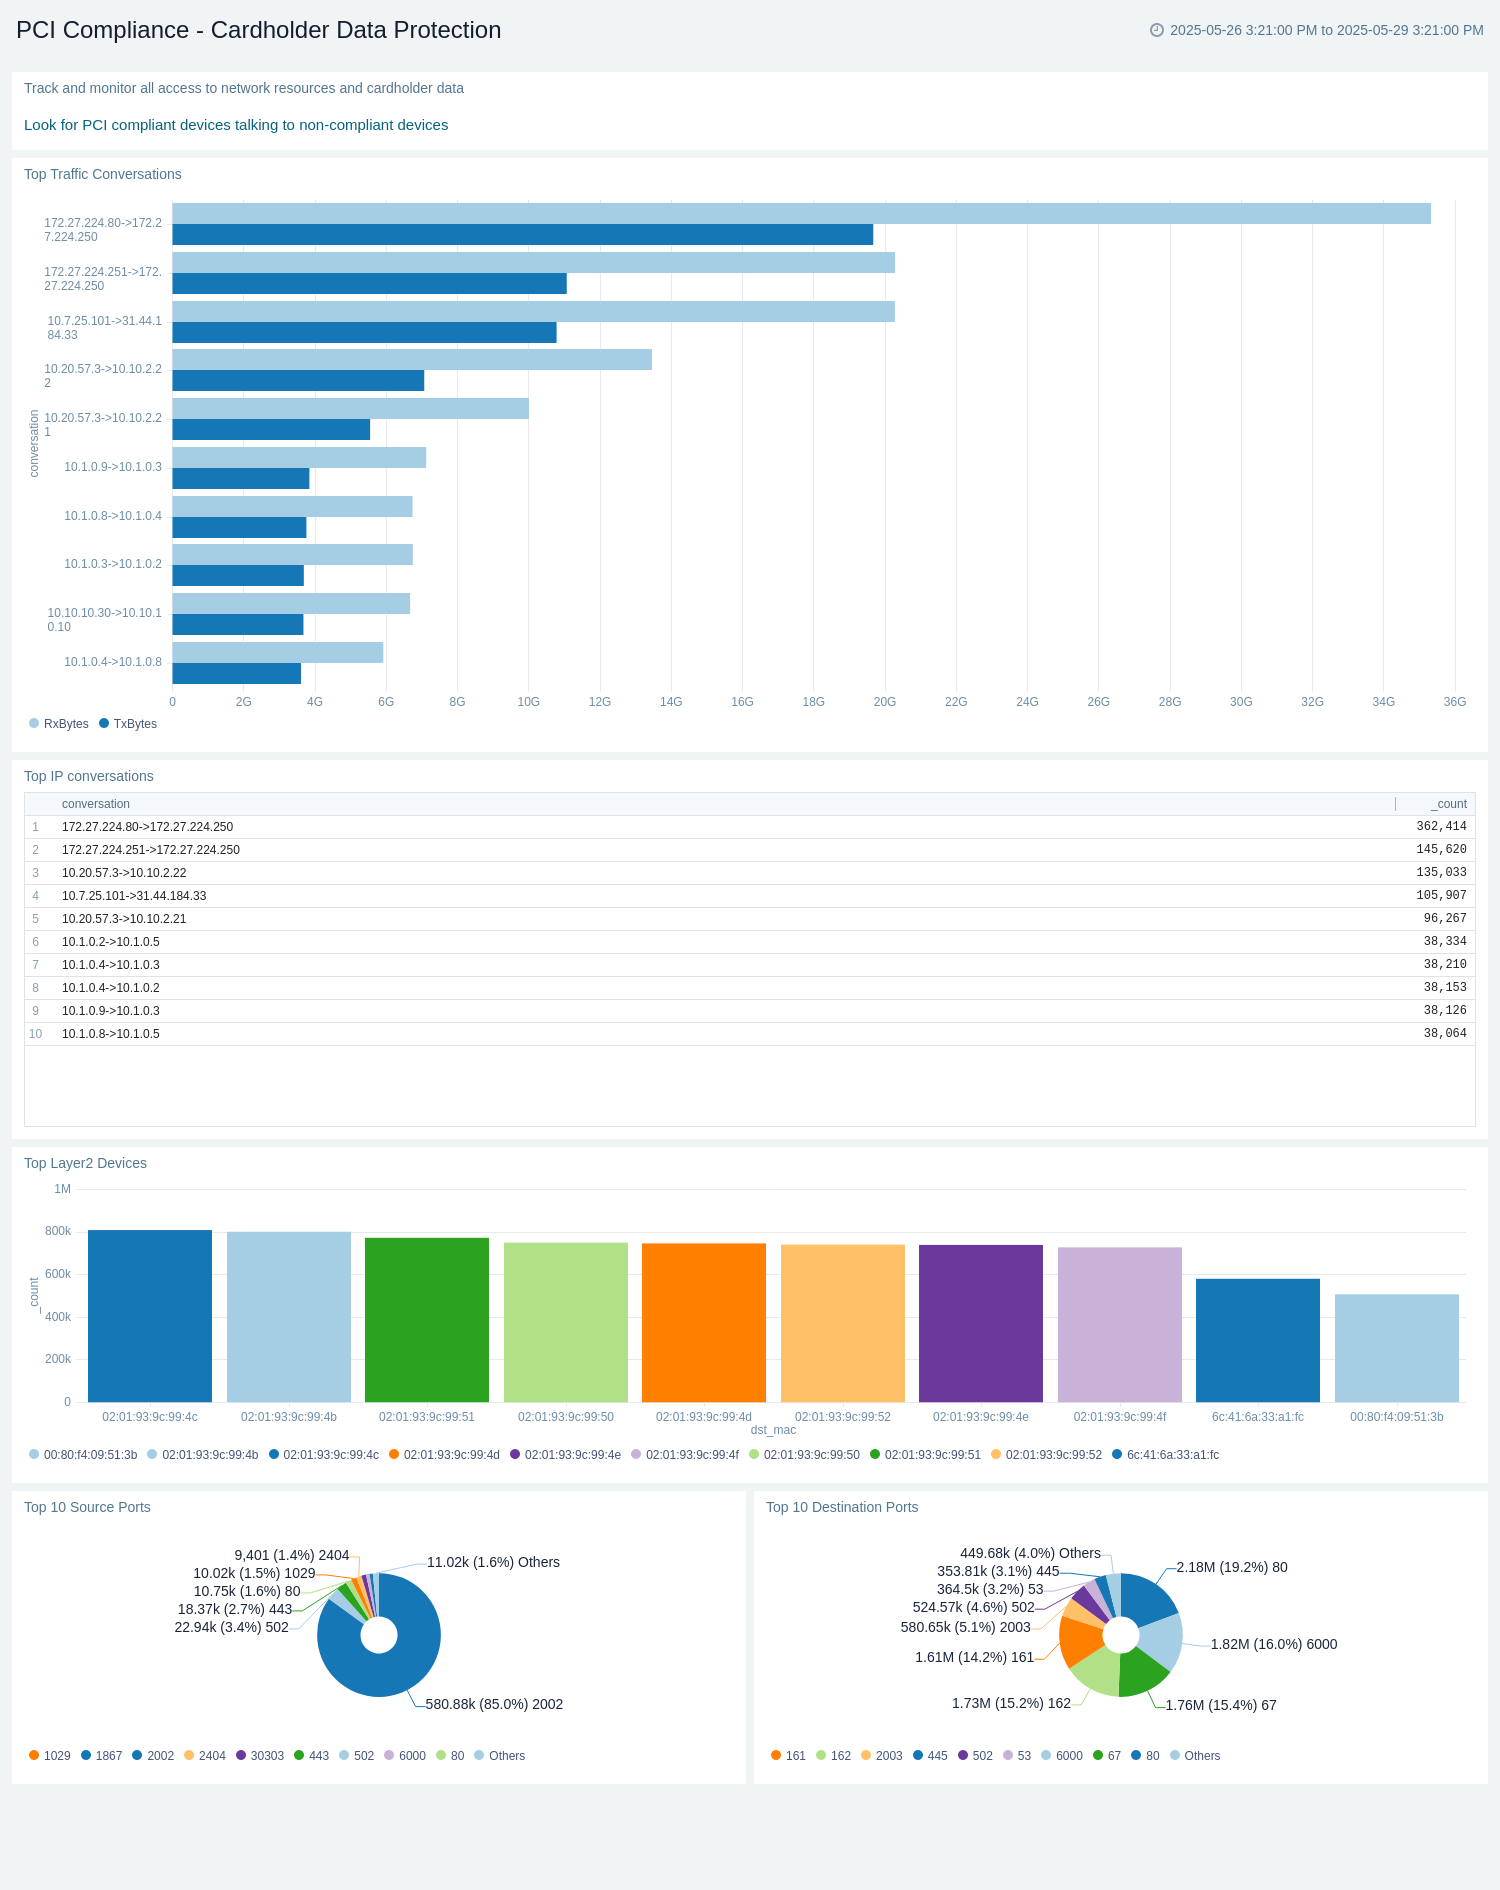 PCI Compliance - Cardholder Data Protection
2025-05-26 3:21:00 PM to 2025-05-29 3:21:00 PM
Track and monitor all access to network resources and cardholder data
Look for PCI compliant devices talking to non-compliant devices
Top Traffic Conversations
conversation
172.27.224.80->172.2
7.224.250
172.27.224.251->172.
27.224.250
10.7.25.101->31.44.1
84.33
10.20.57.3->10.10.2.2
2
10.20.57.3->10.10.2.2
1
10.1.0.9->10.1.0.3
10.1.0.8->10.1.0.4
10.1.0.3->10.1.0.2
10.10.10.30->10.10.1
0.10
10.1.0.4->10.1.0.8
0 2G 4G 6G 8G 10G 12G 14G 16G 18G 20G 22G 24G 26G 28G 30G 32G 34G 36G
RxBytes TxBytes
Top IP conversations
conversation _count
1 172.27.224.80->172.27.224.250 362,414
2 172.27.224.251->172.27.224.250 145,620
3 10.20.57.3->10.10.2.22 135,033
4 10.7.25.101->31.44.184.33 105,907
5 10.20.57.3->10.10.2.21 96,267
6 10.1.0.2->10.1.0.5 38,334
7 10.1.0.4->10.1.0.3 38,210
8 10.1.0.4->10.1.0.2 38,153
9 10.1.0.9->10.1.0.3 38,126
10 10.1.0.8->10.1.0.5 38,064
Top Layer2 Devices
_count
1M
800k
600k
400k
200k
0
02:01:93:9c:99:4c 02:01:93:9c:99:4b 02:01:93:9c:99:51 02:01:93:9c:99:50 02:01:93:9c:99:4d 02:01:93:9c:99:52 02:01:93:9c:99:4e 02:01:93:9c:99:4f 6c:41:6a:33:a1:fc 00:80:f4:09:51:3b
dst_mac
00:80:f4:09:51:3b 02:01:93:9c:99:4b 02:01:93:9c:99:4c 02:01:93:9c:99:4d 02:01:93:9c:99:4e 02:01:93:9c:99:4f 02:01:93:9c:99:50 02:01:93:9c:99:51 02:01:93:9c:99:52 6c:41:6a:33:a1:fc
Top 10 Source Ports
9,401 (1.4%) 2404
11.02k (1.6%) Others
10.02k (1.5%) 1029
10.75k (1.6%) 80
18.37k (2.7%) 443
22.94k (3.4%) 502
580.88k (85.0%) 2002
1029 1867 2002 2404 30303 443 502 6000 80 Others
Top 10 Destination Ports
449.68k (4.0%) Others
2.18M (19.2%) 80
353.81k (3.1%) 445
364.5k (3.2%) 53
524.57k (4.6%) 502
580.65k (5.1%) 2003
1.82M (16.0%) 6000
1.61M (14.2%) 161
1.73M (15.2%) 162
1.76M (15.4%) 67
161 162 2003 445 502 53 6000 67 80 Others